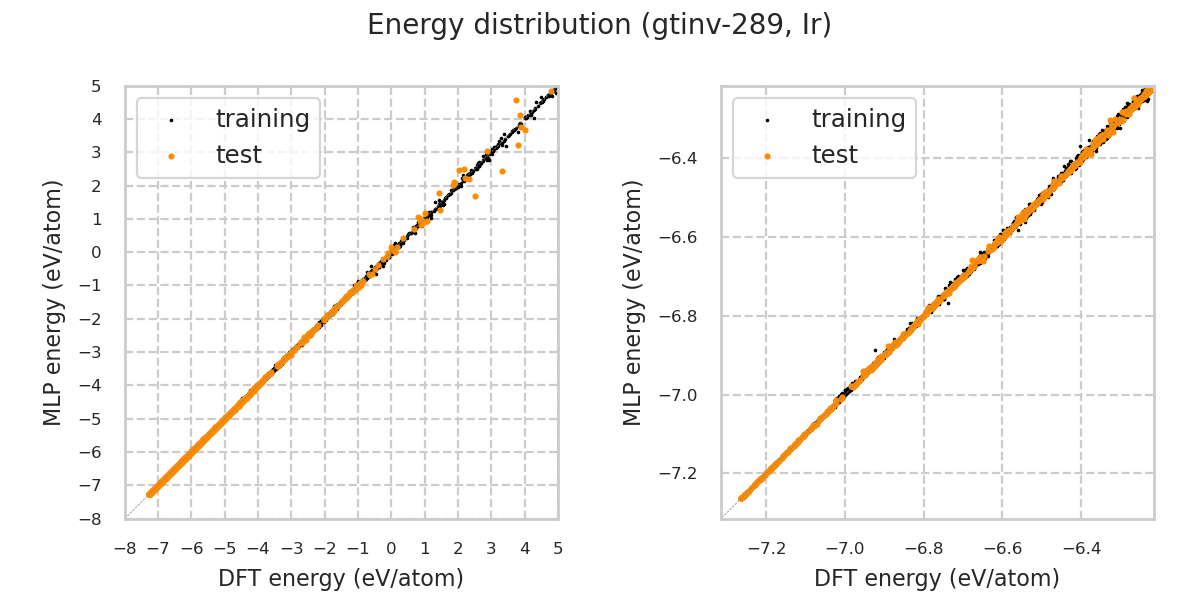 Energy distribution (gtinv-289, Ir)
MLP energy (eV/atom)
5
4
3
2
1
0
−1
−2
−3
−4
−5
−6
−7
−8
training
test
−8 −7 −6 −5 −4 −3 −2 −1 0 1 2 3 4 5
DFT energy (eV/atom)
MLP energy (eV/atom)
−6.4
−6.6
−6.8
−7.0
−7.2
training
test
−7.2 −7.0 −6.8 −6.6 −6.4
DFT energy (eV/atom)